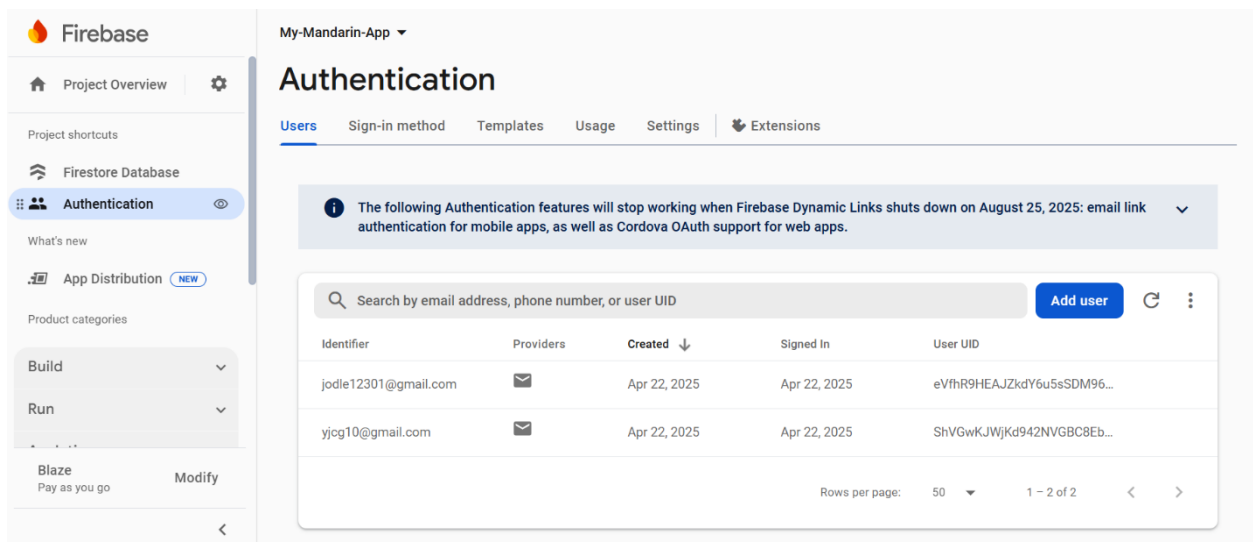 Firebase
Project Overview
Project shortcuts
Firestore Database
Authentication
What's new
App Distribution NEW
Product categories
Build
Run
Blaze
Pay as you go
Modify
My-Mandarin-App
Authentication
Users Sign-in method Templates Usage Settings Extensions
The following Authentication features will stop working when Firebase Dynamic Links shuts down on August 25, 2025: email link
authentication for mobile apps, as well as Cordova OAuth support for web apps.
Search by email address, phone number, or user UID Add user
Identifier Providers Created Signed In User UID
jodle12301@gmail.com Apr 22, 2025 Apr 22, 2025 eVfhR9HEAJZkdY6u5sSDM96...
yjcg10@gmail.com Apr 22, 2025 Apr 22, 2025 ShVGwKJWjKd942NVGBC8Eb...
Rows per page: 50 1 – 2 of 2